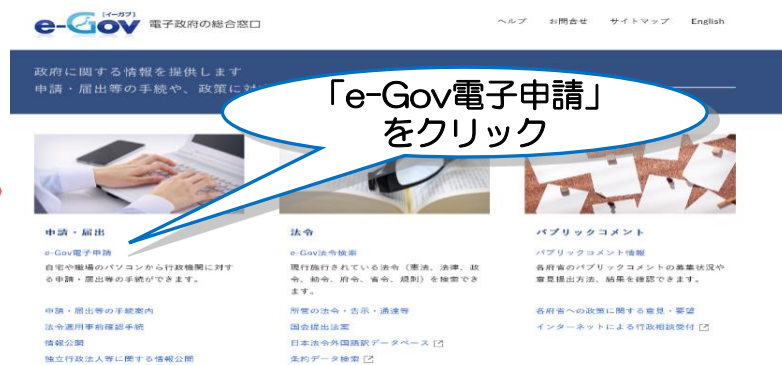 [イーガブ]
e-Gov 電子政府の総合窓口
ヘルプ お問合せ サイトマップ English
政府に関する情報を提供します
申請・届出等の手続や、政策に対
「e-Gov電子申請」
をクリック
申請・届出
e-Gov電子申請
自宅や職場のパソコンから行政機関に対す
る申請・届出等の手続ができます。
申請・届出等の手続案内
法令適用事前確認手続
情報公開
独立行政法人等に関する情報公開
法令
e-Gov法令検索
現行施行されている法令（憲法、法律、政
令、勅令、府令、省令、規則）を検索でき
ます。
所管の法令・告示・通達等
国会提出法案
日本法令外国語訳データベース
条約データ検索
パブリックコメント
パブリックコメント情報
各府省のパブリックコメントの募集状況や
意見提出方法、結果を確認できます。
各府省への政策に関する意見・要望
インターネットによる行政相談受付